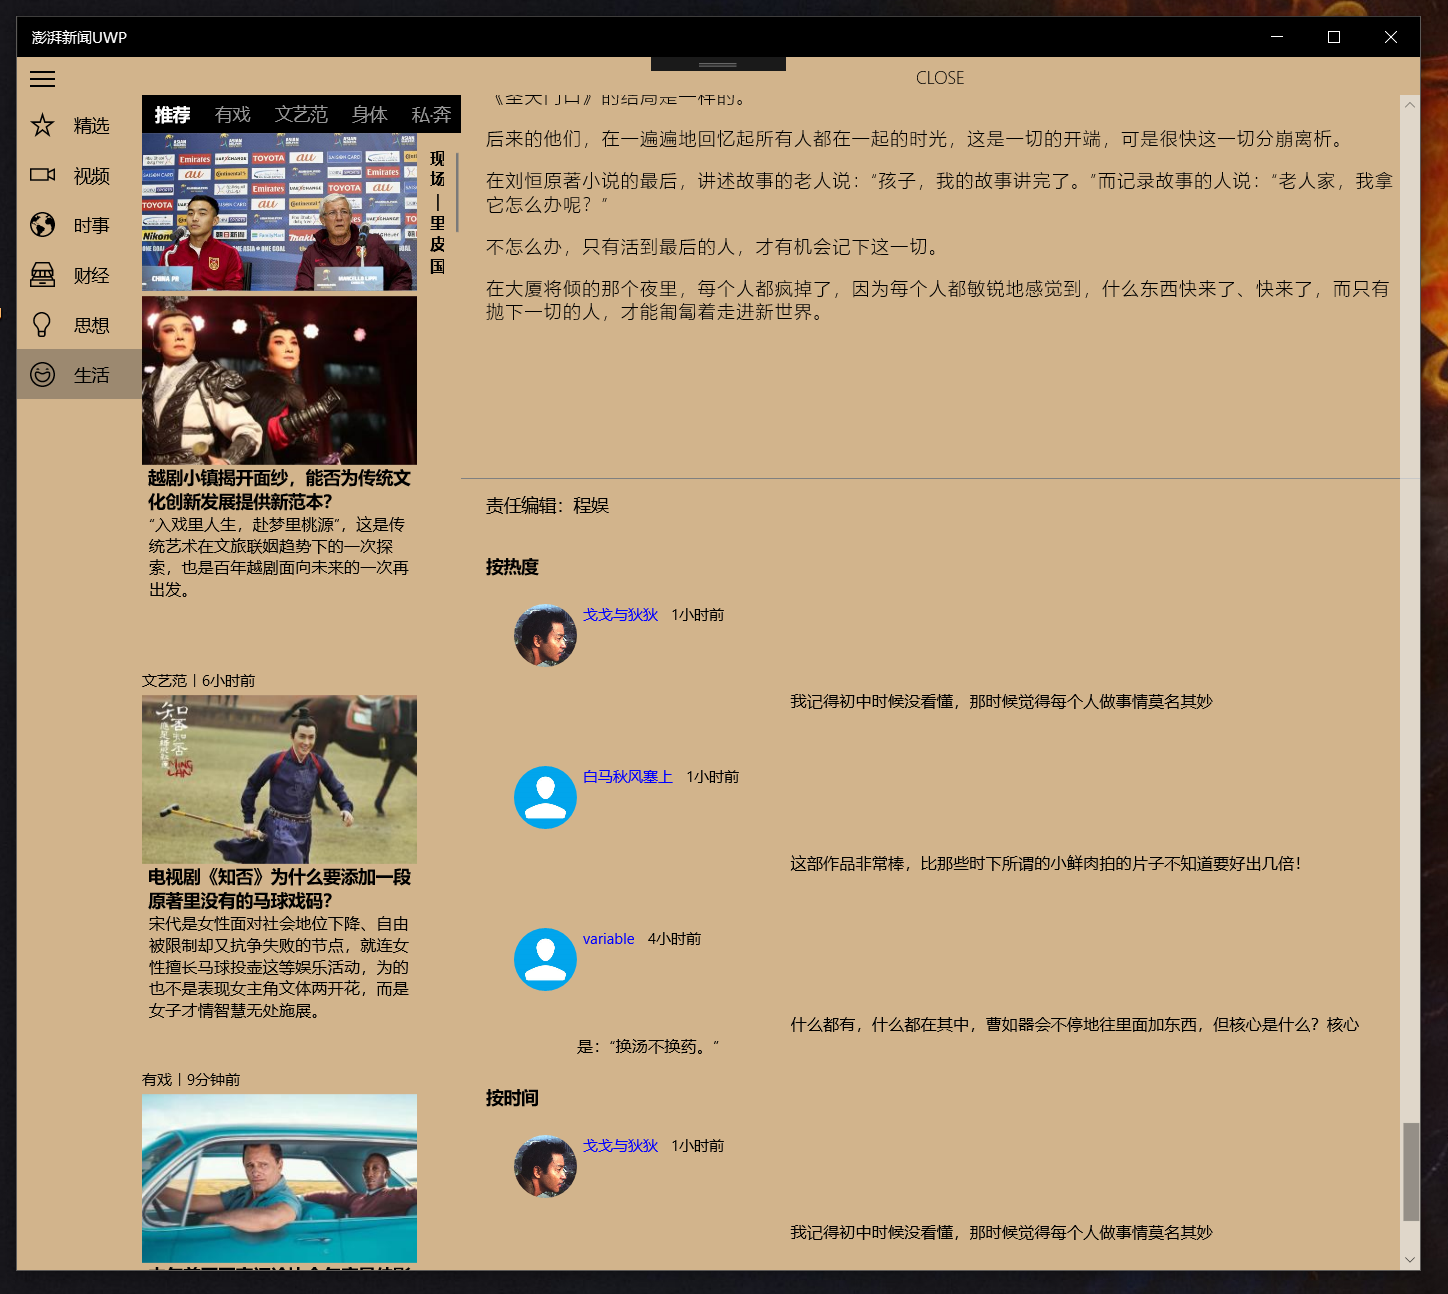 澎湃新闻UWP
CLOSE
精选
视频
时事
财经
思想
生活
推荐 有戏 文艺范 身体 私·奔
Emirates
TOYOTA
au
TOYOTA
Emirates
Nikon
CHINA PR
MARCELLO LIPPI
现场丨里皮国
越剧小镇揭开面纱，能否为传统文
化创新发展提供新范本？
“入戏里人生，赴梦里桃源”，这是传
统艺术在文旅联姻趋势下的一次探
索，也是百年越剧面向未来的一次再
出发。
文艺范丨6小时前
知否知否
电视剧《知否》为什么要添加一段
原著里没有的马球戏码？
宋代是女性面对社会地位下降、自由
被限制却又抗争失败的节点，就连女
性擅长马球投壶这等娱乐活动，为的
也不是表现女主角文体两开花，而是
女子才情智慧无处施展。
有戏丨9分钟前
的结局是一样的。
后来的他们，在一遍遍地回忆起所有人都在一起的时光，这是一切的开端，可是很快这一切分崩离析。
在刘恒原著小说的最后，讲述故事的老人说：“孩子，我的故事讲完了。”而记录故事的人说：“老人家，我拿
它怎么办呢？”
不怎么办，只有活到最后的人，才有机会记下这一切。
在大厦将倾的那个夜里，每个人都疯掉了，因为每个人都敏锐地感觉到，什么东西快来了、快来了，而只有
抛下一切的人，才能匍匐着走进新世界。
责任编辑：程娱
按热度
戈戈与狄狄 1小时前
我记得初中时候没看懂，那时候觉得每个人做事情莫名其妙
白马秋风塞上 1小时前
这部作品非常棒，比那些时下所谓的小鲜肉拍的片子不知道要好出几倍！
variable 4小时前
什么都有，什么都在其中，曹如器会不停地往里面加东西，但核心是什么？核心
是：“换汤不换药。”
按时间
戈戈与狄狄 1小时前
我记得初中时候没看懂，那时候觉得每个人做事情莫名其妙